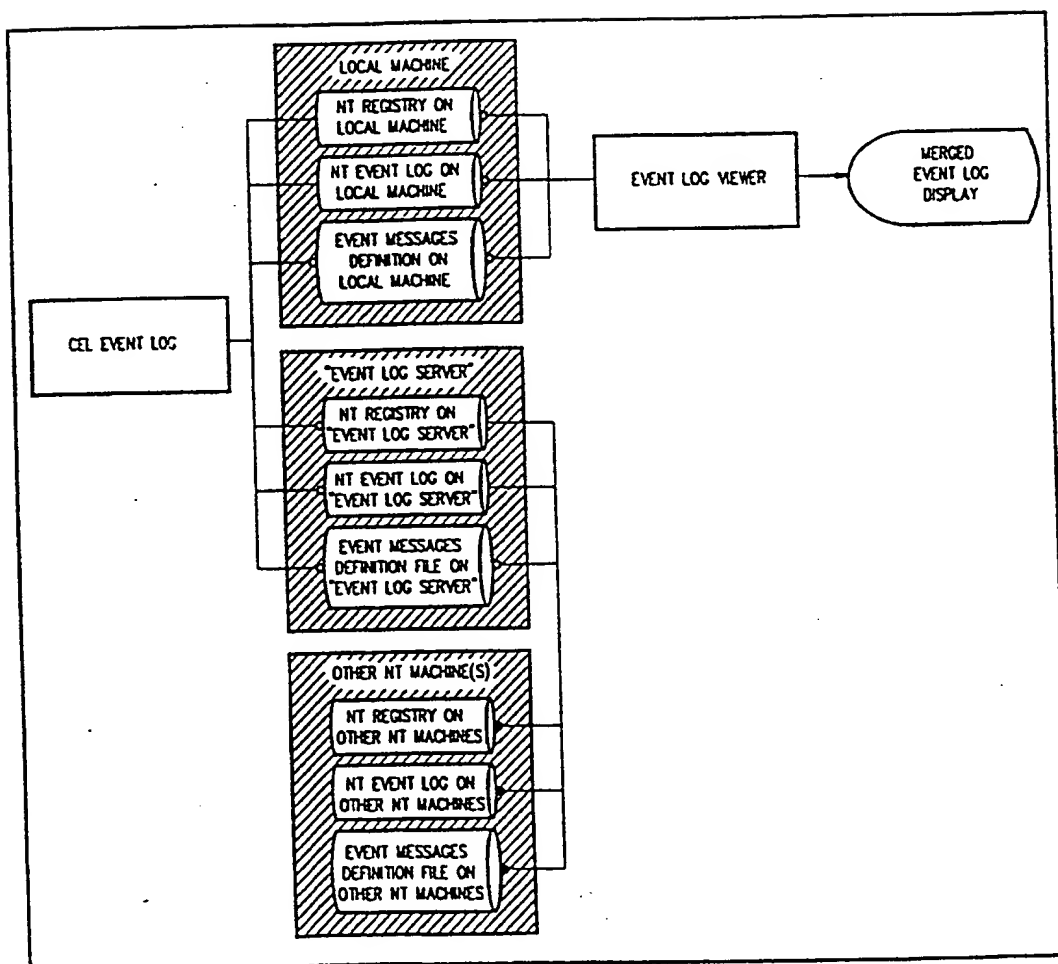 LOCAL MACHINE
NT REGISTRY ON
LOCAL MACHINE
NT EVENT LOG ON
LOCAL MACHINE
EVENT MESSAGES
DEFINITION ON
LOCAL MACHINE
EVENT LOG VIEWER
MERGED
EVENT LOG
DISPLAY
CEL EVENT LOG
"EVENT LOG SERVER"
NT REGISTRY ON
"EVENT LOG SERVER"
NT EVENT LOG ON
"EVENT LOG SERVER"
EVENT MESSAGES
DEFINITION FILE ON
"EVENT LOG SERVER"
OTHER NT MACHINE(S)
NT REGISTRY ON
OTHER NT MACHINES
NT EVENT LOG ON
OTHER NT MACHINES
EVENT MESSAGES
DEFINITION FILE ON
OTHER NT MACHINES